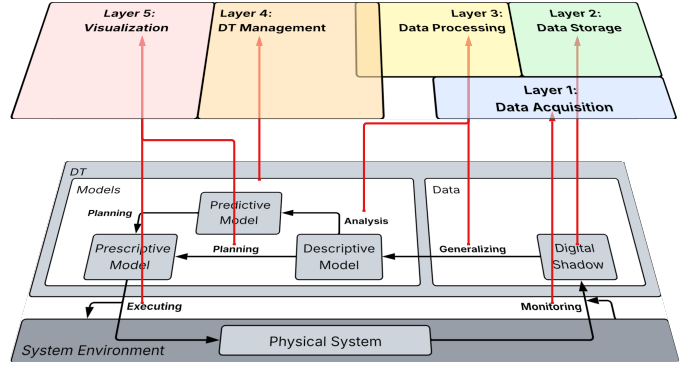 Layer 5:
Visualization
Layer 4:
DT Management
Layer 3:
Data Processing
Layer 2:
Data Storage
Layer 1:
Data Acquisition
DT
Models
Data
Planning
Predictive
Model
Analysis
Prescriptive
Model
Planning
Descriptive
Model
Generalizing
Digital
Shadow
Executing
Monitoring
Physical System
System Environment